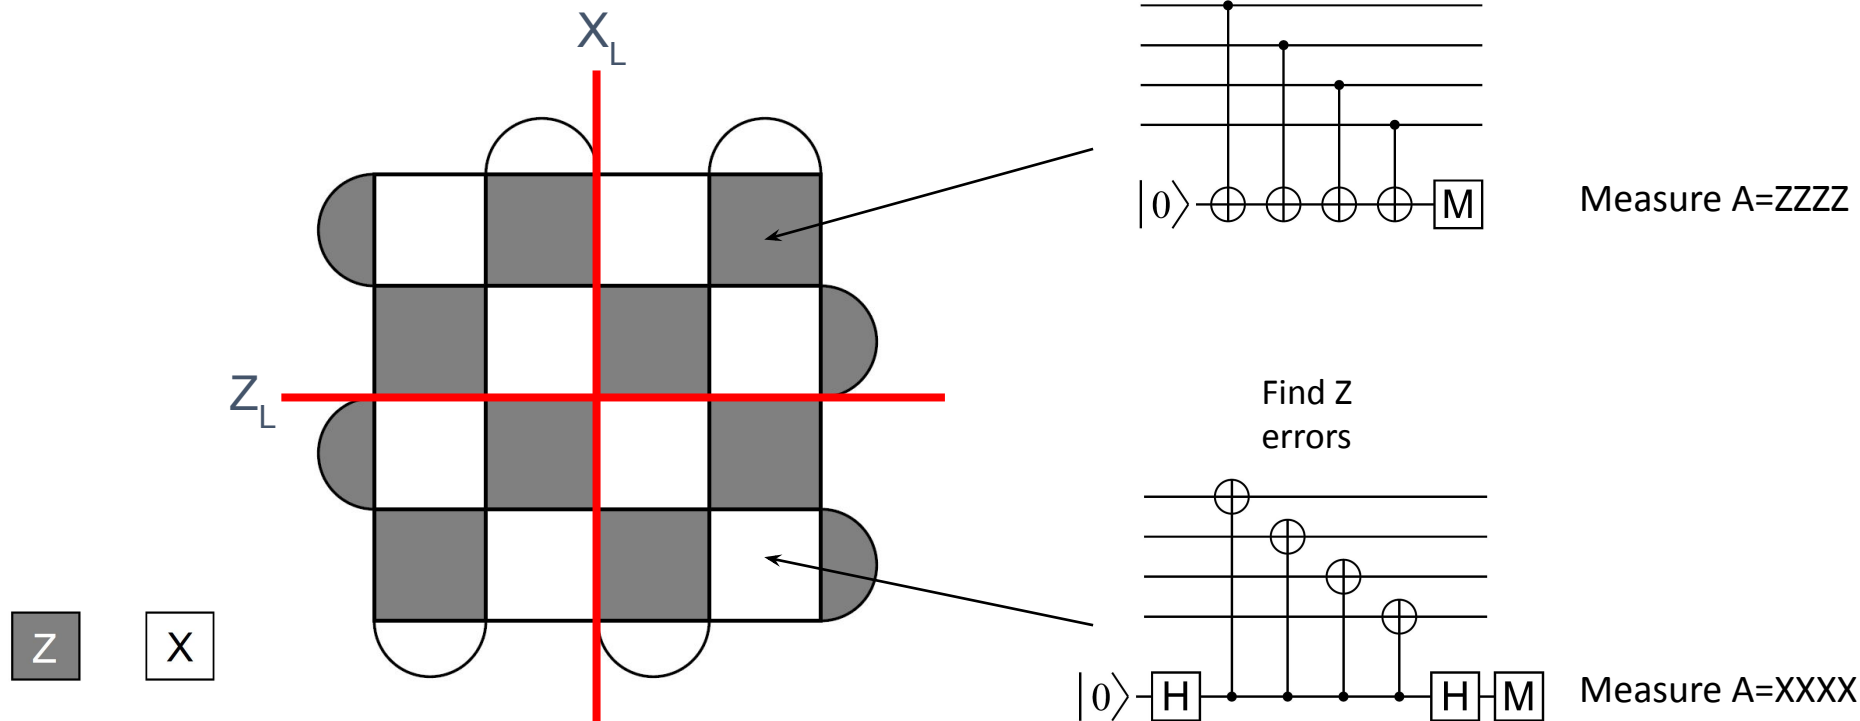 X_L
|0⟩ M
Measure A=ZZZZ
Z_L
Find Z
errors
Z X
|0⟩ H H M
Measure A=XXXX